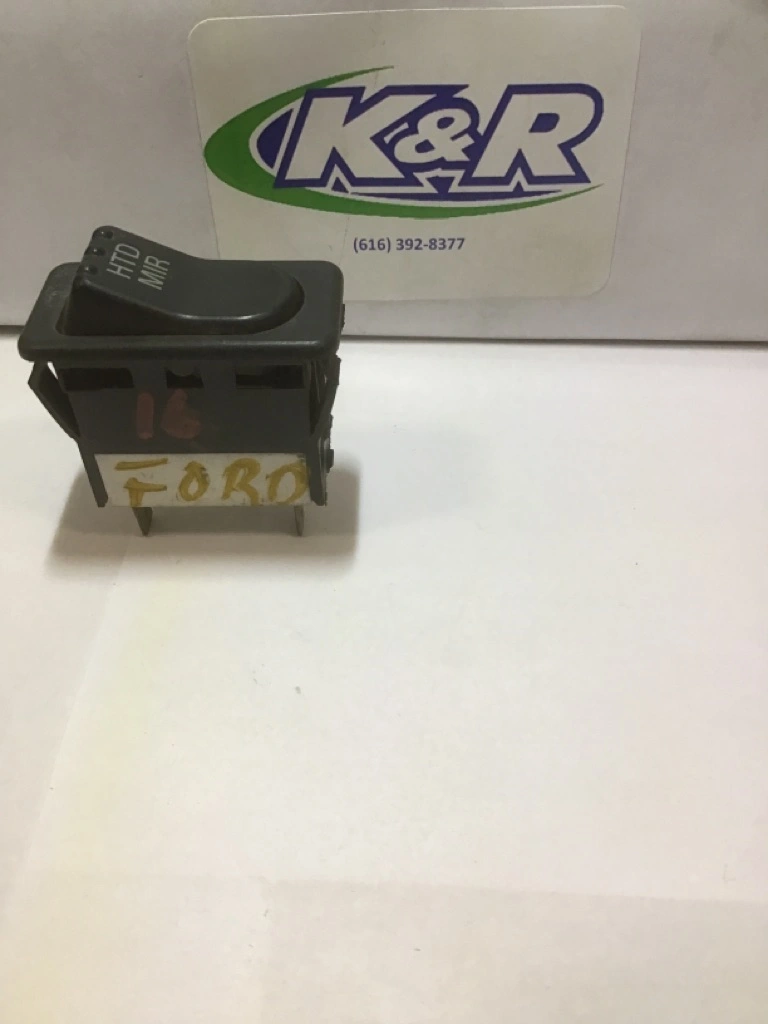 K&R
(616) 392-8377
HTD
MIR
16
FORD